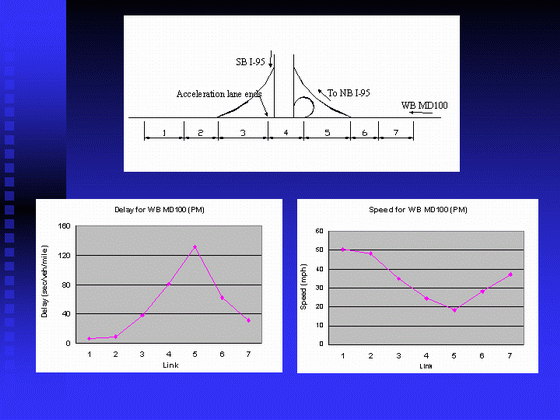 SB I-95
Acceleration lane ends
To NB I-95
WB MD100
1 2 3 4 5 6 7
Delay for WB MD100 (PM)
Delay (sec/veh/mile)
160
120
80
40
0
1 2 3 4 5 6 7
Link
Speed for WB MD100 (PM)
Speed (mph)
60
50
40
30
20
10
0
1 2 3 4 5 6 7
Link